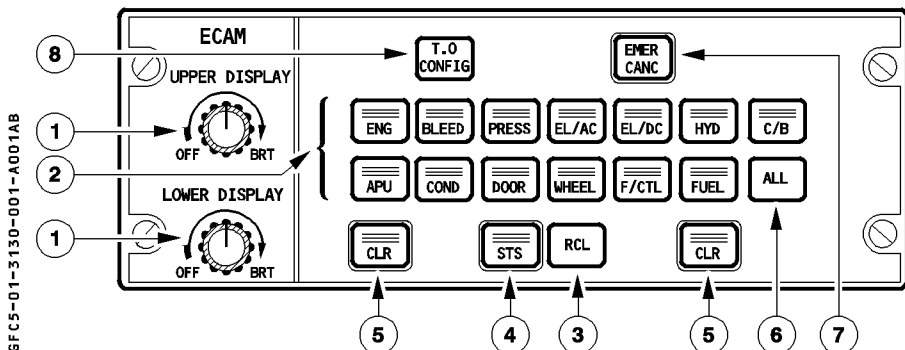 ECAM
UPPER DISPLAY
OFF BRT
LOWER DISPLAY
OFF BRT
T.O
CONFIG
EMER
CANC
ENG BLEED PRESS EL/AC EL/DC HYD C/B
APU COND DOOR WHEEL F/CTL FUEL ALL
CLR STS RCL CLR
8
1
2
1
5 4 3 5 6 7
GFC5-01-3130-001-A001AB